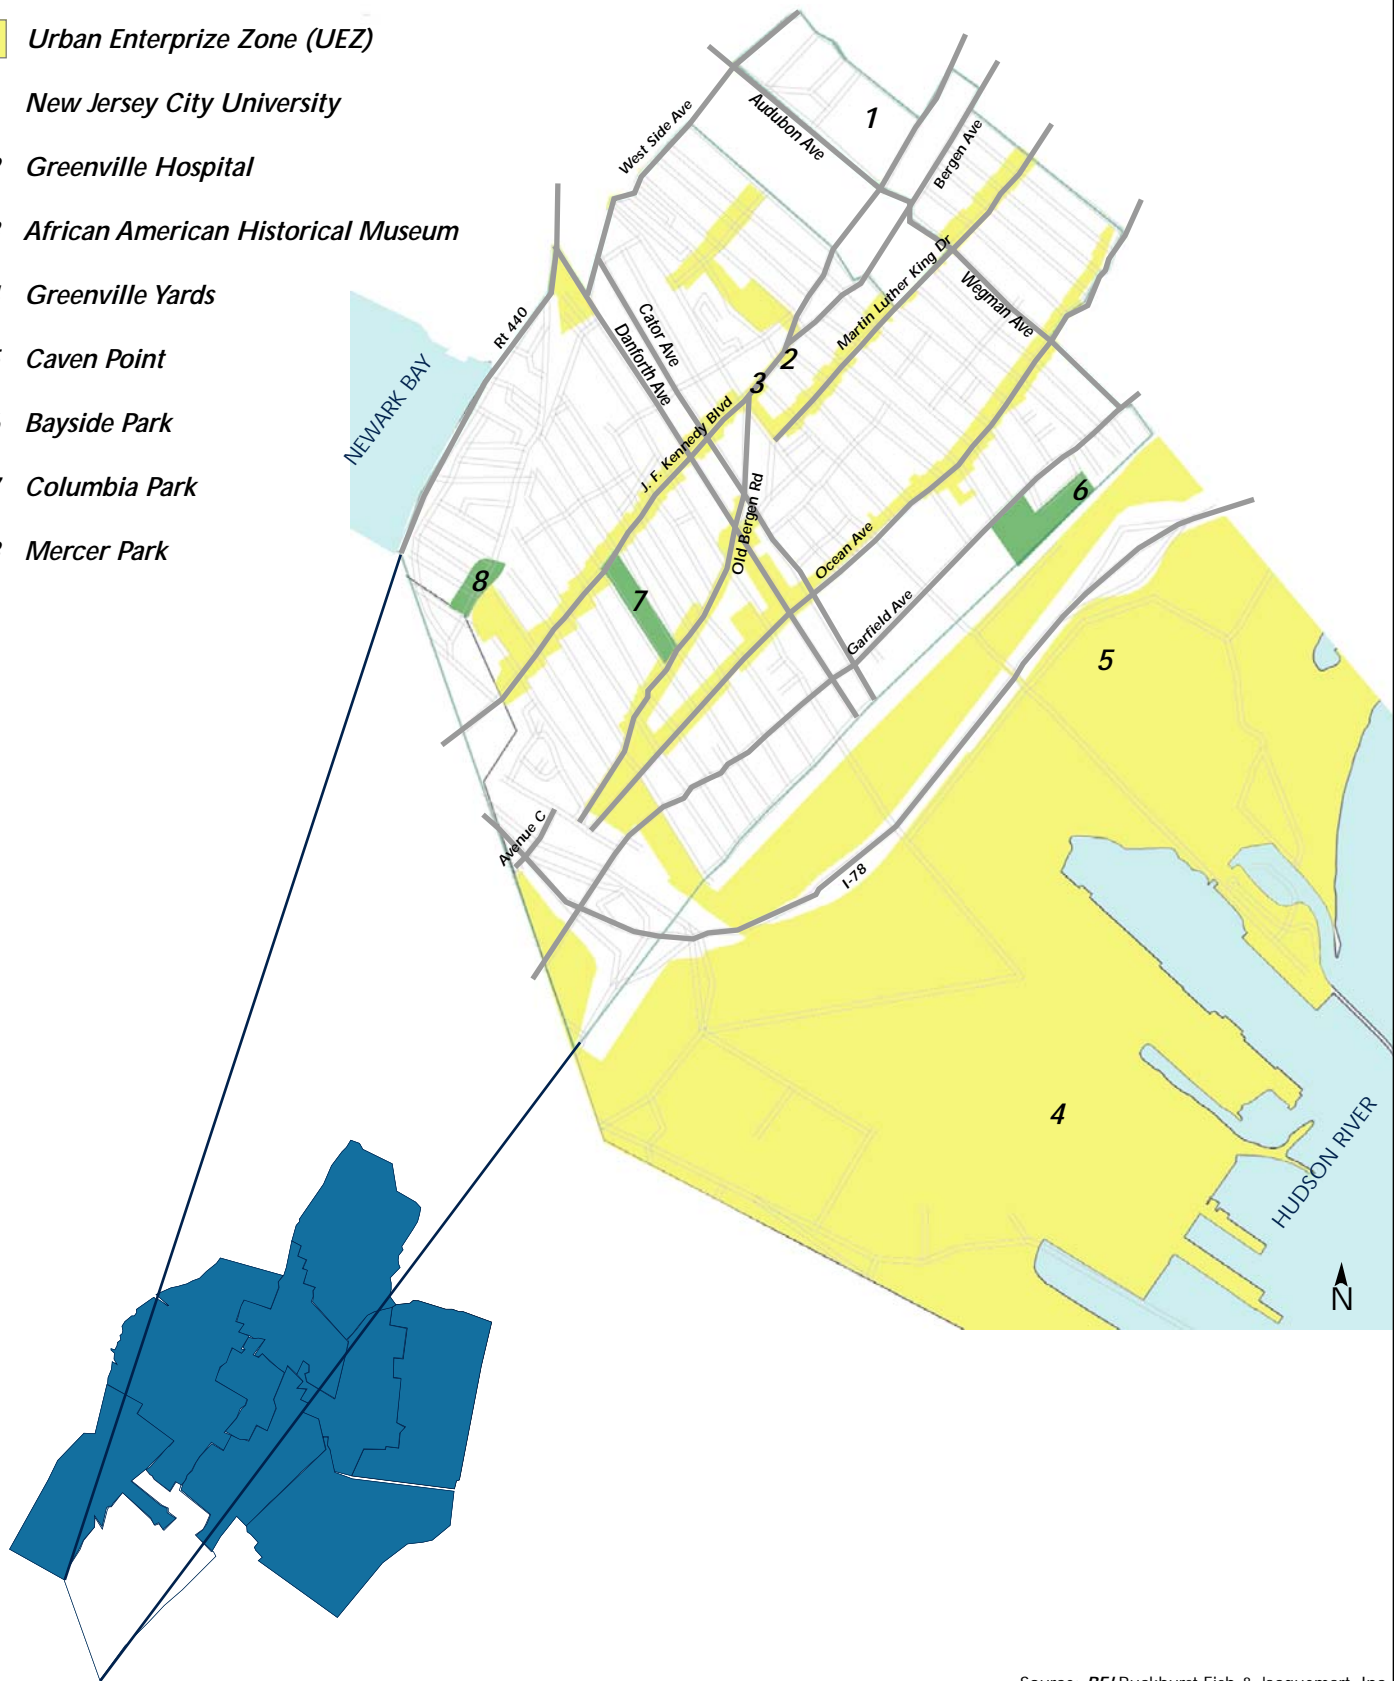 Urban Enterprize Zone (UEZ)
New Jersey City University
Greenville Hospital
African American Historical Museum
Greenville Yards
Caven Point
Bayside Park
Columbia Park
Mercer Park
1
Audubon Ave
West Side Ave
Bergen Ave
Martin Luther King Dr
Wegman Ave
Rt 440
Cator Ave
Danforth Ave
NEWARK BAY
2
3
J. F. Kennedy Blvd
Old Bergen Rd
Ocean Ave
6
8
7
Garfield Ave
5
Avenue C
I-78
4
HUDSON RIVER
N